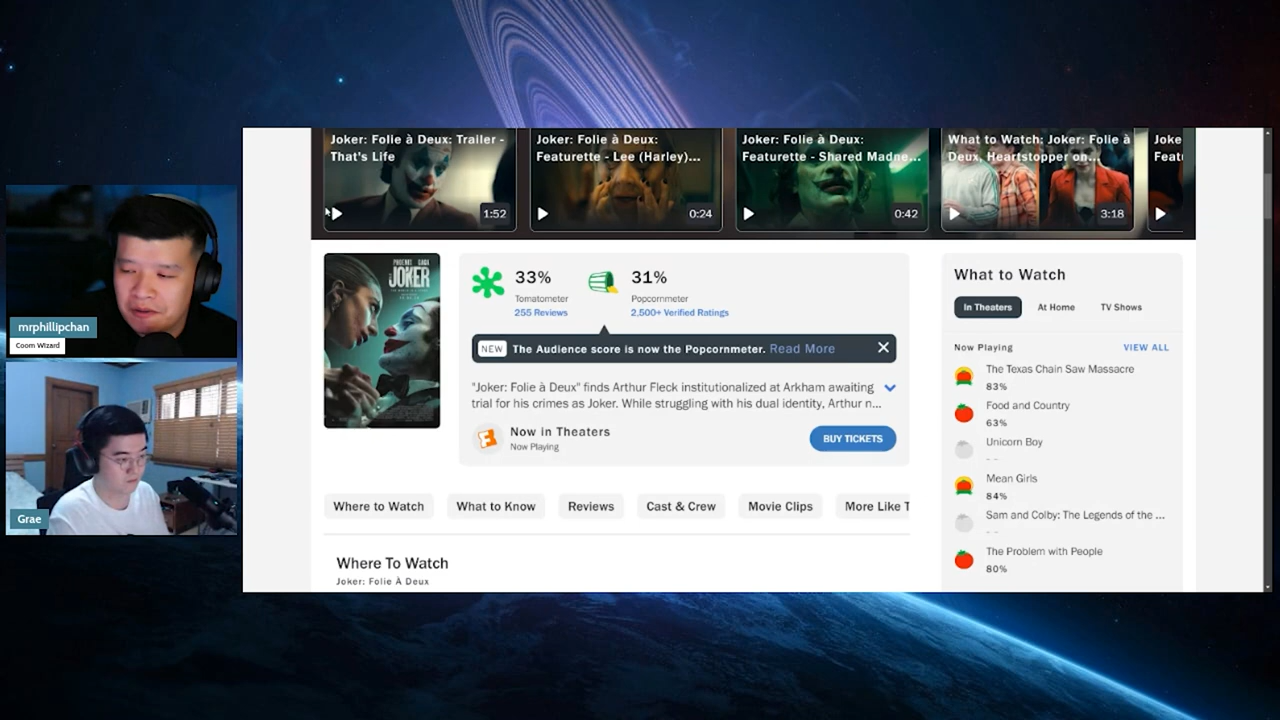 Joker: Folie à Deux: Trailer -
That's Life
1:52
Joker: Folie à Deux:
Featurette - Lee (Harley)...
0:24
Joker: Folie à Deux:
Featurette - Shared Madne...
0:42
What to Watch: Joker: Folie à
Deux, Heartstopper on...
3:18
Joke
Featu
PHOENIX GAGA
JOKER
33%
Tomatometer
255 Reviews
31%
Popcornmeter
2,500+ Verified Ratings
NEW The Audience score is now the Popcornmeter. Read More
"Joker: Folie à Deux" finds Arthur Fleck institutionalized at Arkham awaiting
trial for his crimes as Joker. While struggling with his dual identity, Arthur n...
Now in Theaters
Now Playing
BUY TICKETS
Where to Watch
What to Know
Reviews
Cast & Crew
Movie Clips
More Like T
Where To Watch
Joker: Folie À Deux
What to Watch
In Theaters
At Home
TV Shows
Now Playing
VIEW ALL
The Texas Chain Saw Massacre
83%
Food and Country
63%
Unicorn Boy
- -
Mean Girls
84%
Sam and Colby: The Legends of the ...
- -
The Problem with People
80%
mrphillipchan
Coom Wizard
Grae